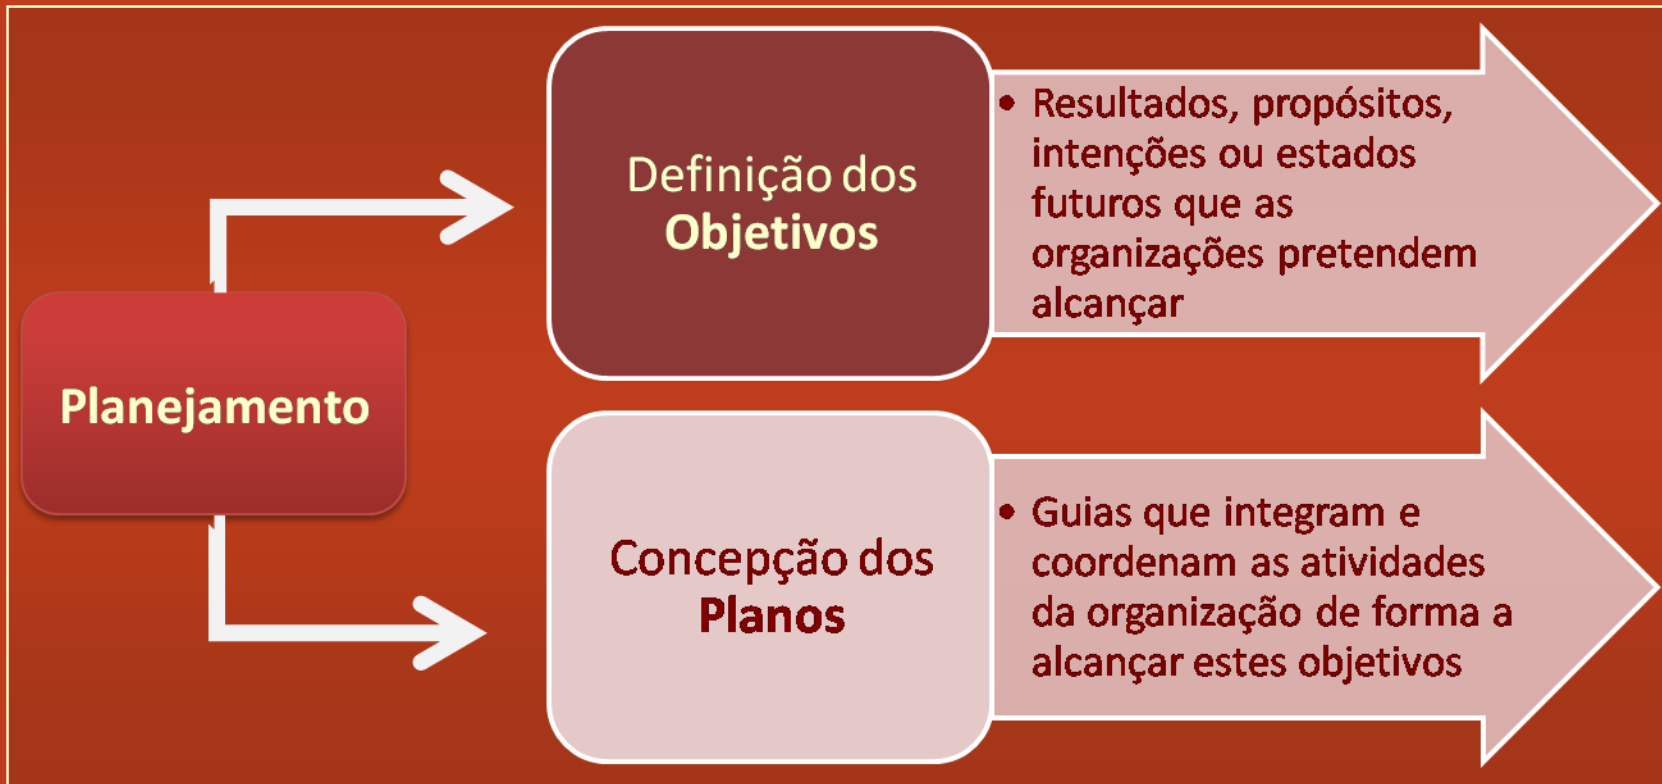 Planejamento
Definição dos
Objetivos
• Resultados, propósitos,
intenções ou estados
futuros que as
organizações pretendem
alcançar
Concepção dos
Planos
• Guias que integram e
coordenam as atividades
da organização de forma a
alcançar estes objetivos